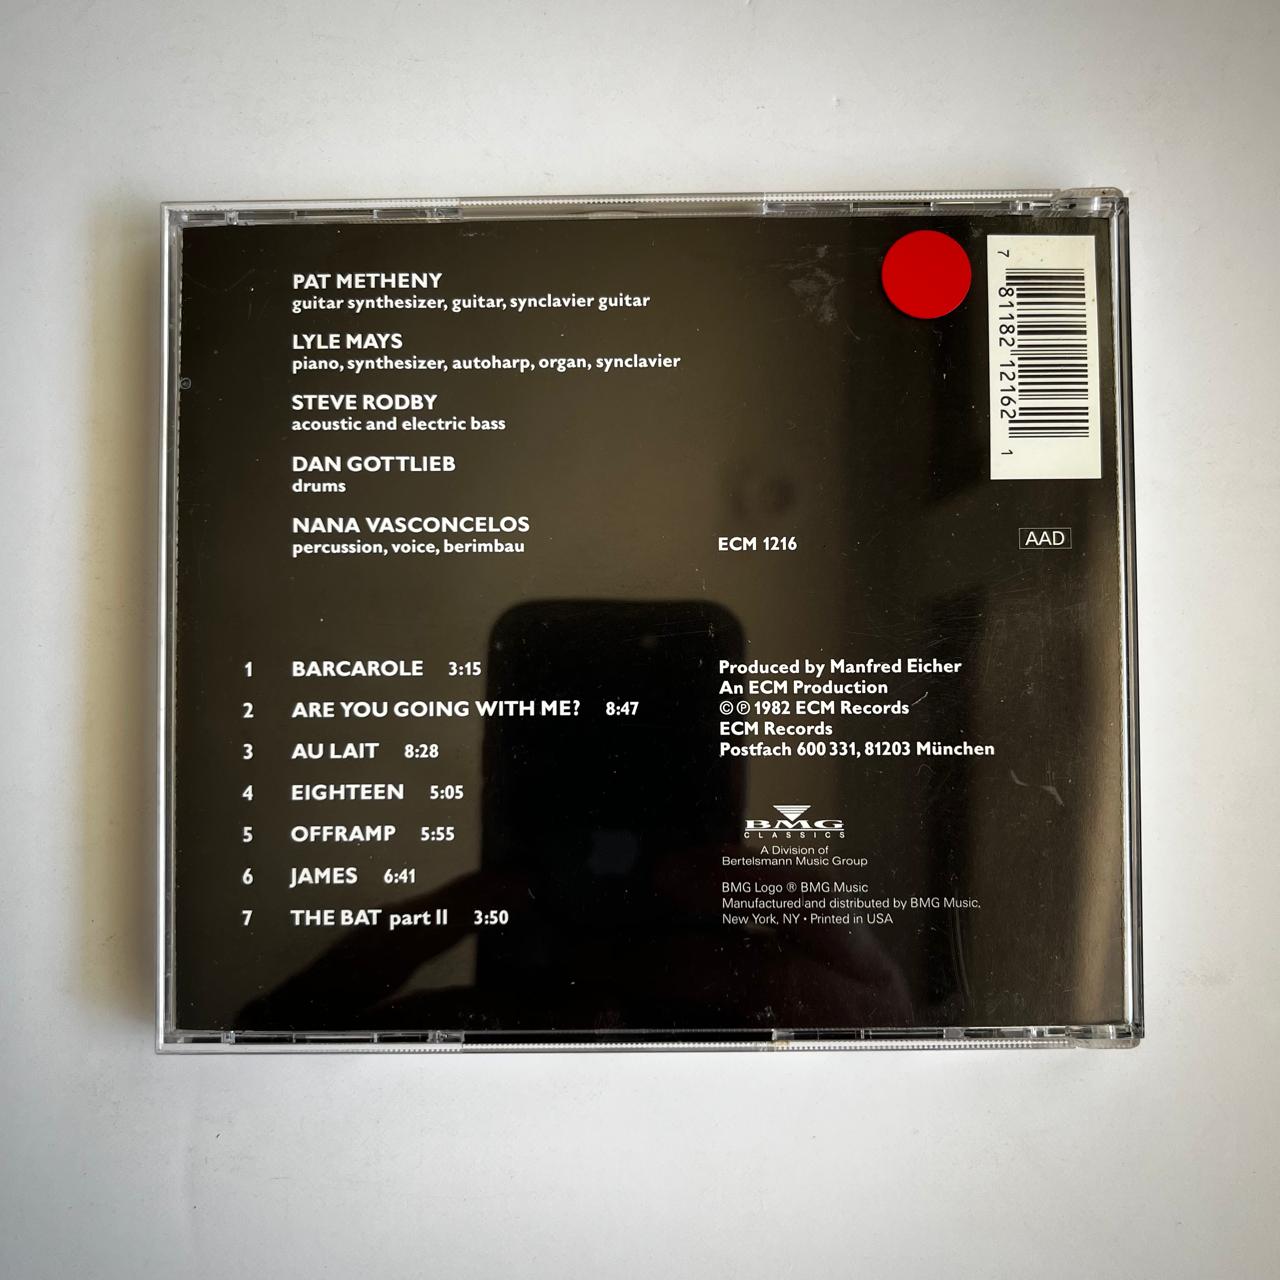 PAT METHENY
guitar synthesizer, guitar, synclavier guitar
LYLE MAYS
piano, synthesizer, autoharp, organ, synclavier
STEVE RODBY
acoustic and electric bass
DAN GOTTLIEB
drums
NANA VASCONCELOS
percussion, voice, berimbau
7 81182 12162 1
ECM 1216
AAD
1 BARCAROLE 3:15
2 ARE YOU GOING WITH ME? 8:47
3 AU LAIT 8:28
4 EIGHTEEN 5:05
5 OFFRAMP 5:55
6 JAMES 6:41
7 THE BAT part II 3:50
Produced by Manfred Eicher
An ECM Production
©℗ 1982 ECM Records
ECM Records
Postfach 600 331, 81203 München
BMG
CLASSICS
A Division of
Bertelsmann Music Group
BMG Logo ® BMG Music
Manufactured and distributed by BMG Music,
New York, NY • Printed in USA